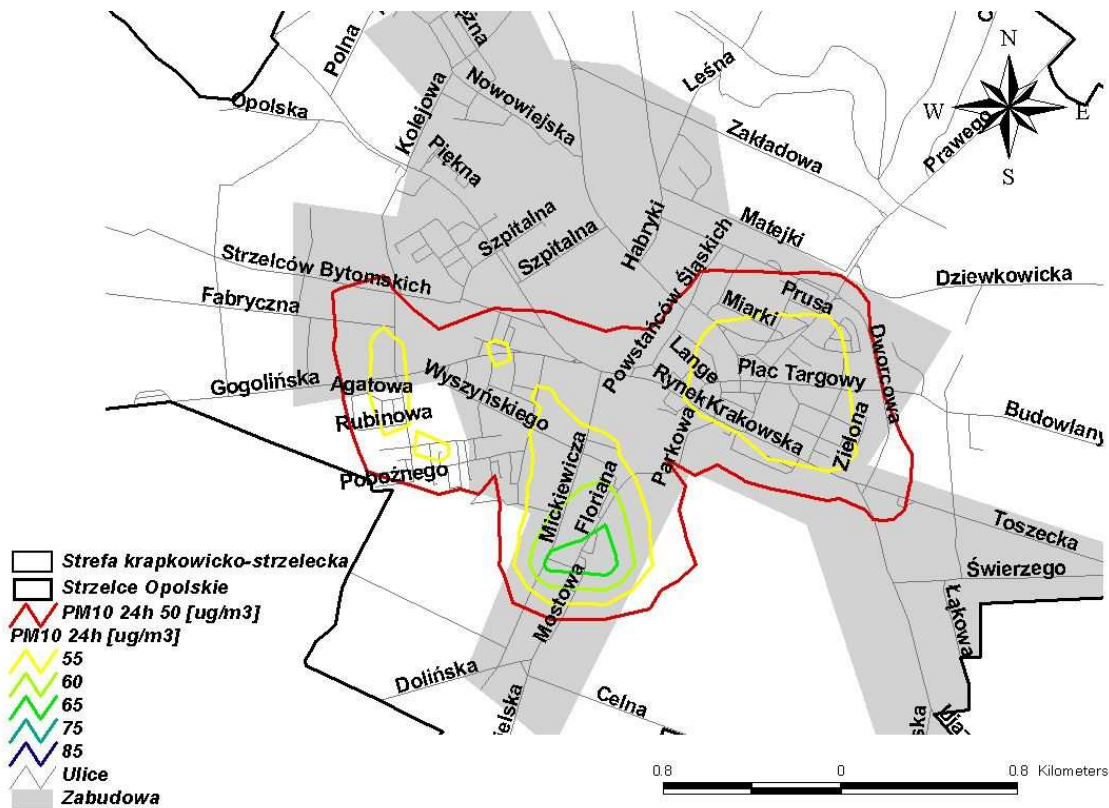 N
W
E
S
Polna
Opolska
Kolejowa
Nowowiejska
Piękna
Szpitalna
Szpitalna
Habryki
Leśna
Zakładowa
Prawego
Matejki
Powstańców Śląskich
Strzelców Bytomskich
Fabryczna
Dziewkowicka
Prusa
Miarki
Dworcowa
Lange
Plac Targowy
Rynek
Krakowska
Zielona
Budowlany
Gogolińska
Agatowa
Rubinowa
Wyszyńskiego
Pobożnego
Mickiewicza
Floriana
Parkowa
Mostowa
Toszecka
Świerzego
Łąkowa
Dolińska
Celna
Strefa krapkowicko-strzelecka
Strzelce Opolskie
PM10 24h 50 [ug/m3]
PM10 24h [ug/m3]
55
60
65
75
85
Ulice
Zabudowa
0.8 0 0.8 Kilometers